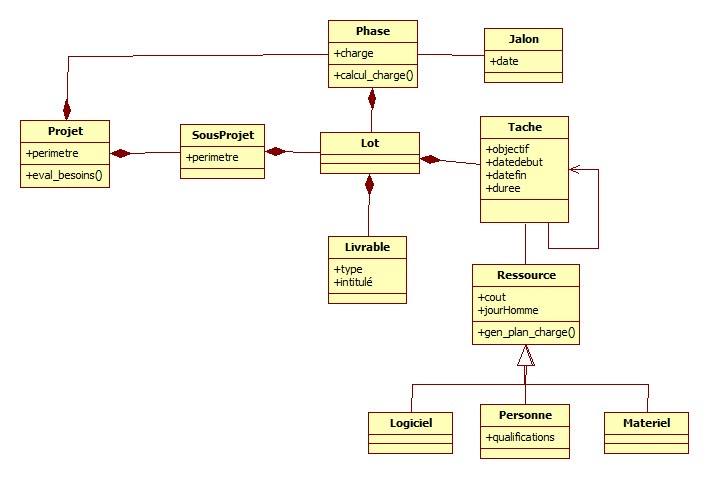 Phase
+charge
+calcul_charge()
Jalon
+date
Projet
+perimetre
+eval_besoins()
SousProjet
+perimetre
Lot
Tache
+objectif
+datedebut
+datefin
+duree
Livrable
+type
+intitulé
Ressource
+cout
+jourHomme
+gen_plan_charge()
Logiciel
Personne
+qualifications
Materiel